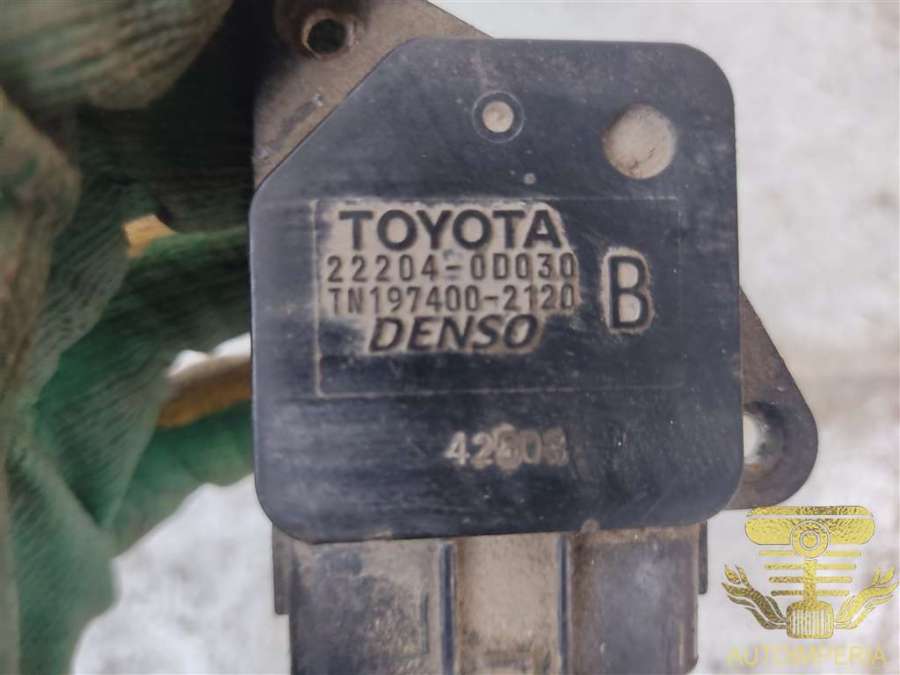 TOYOTA
22204-0D030
TN197400-2120
B
DENSO
AUTOIMPERIA